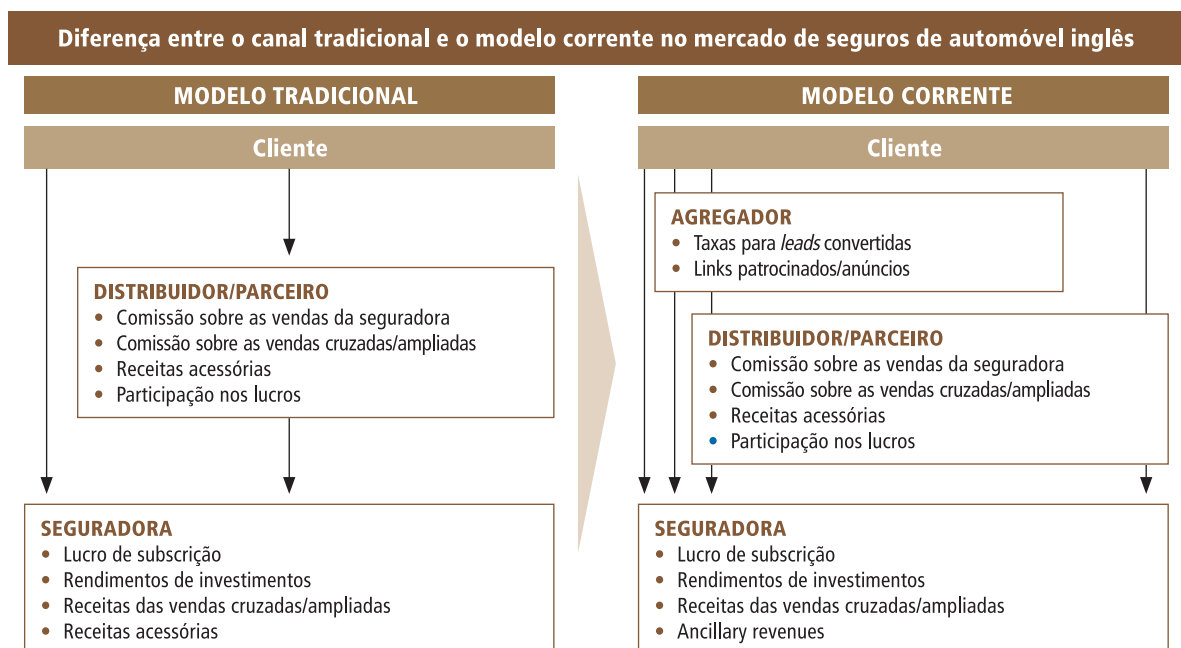 Diferença entre o canal tradicional e o modelo corrente no mercado de seguros de automóvel inglês
MODELO TRADICIONAL
Cliente
DISTRIBUIDOR/PARCEIRO
• Comissão sobre as vendas da seguradora
• Comissão sobre as vendas cruzadas/ampliadas
• Receitas acessórias
• Participação nos lucros
SEGURADORA
• Lucro de subscrição
• Rendimentos de investimentos
• Receitas das vendas cruzadas/ampliadas
• Receitas acessórias
MODELO CORRENTE
Cliente
AGREGADOR
• Taxas para leads convertidas
• Links patrocinados/anúncios
DISTRIBUIDOR/PARCEIRO
• Comissão sobre as vendas da seguradora
• Comissão sobre as vendas cruzadas/ampliadas
• Receitas acessórias
• Participação nos lucros
SEGURADORA
• Lucro de subscrição
• Rendimentos de investimentos
• Receitas das vendas cruzadas/ampliadas
• Ancillary revenues